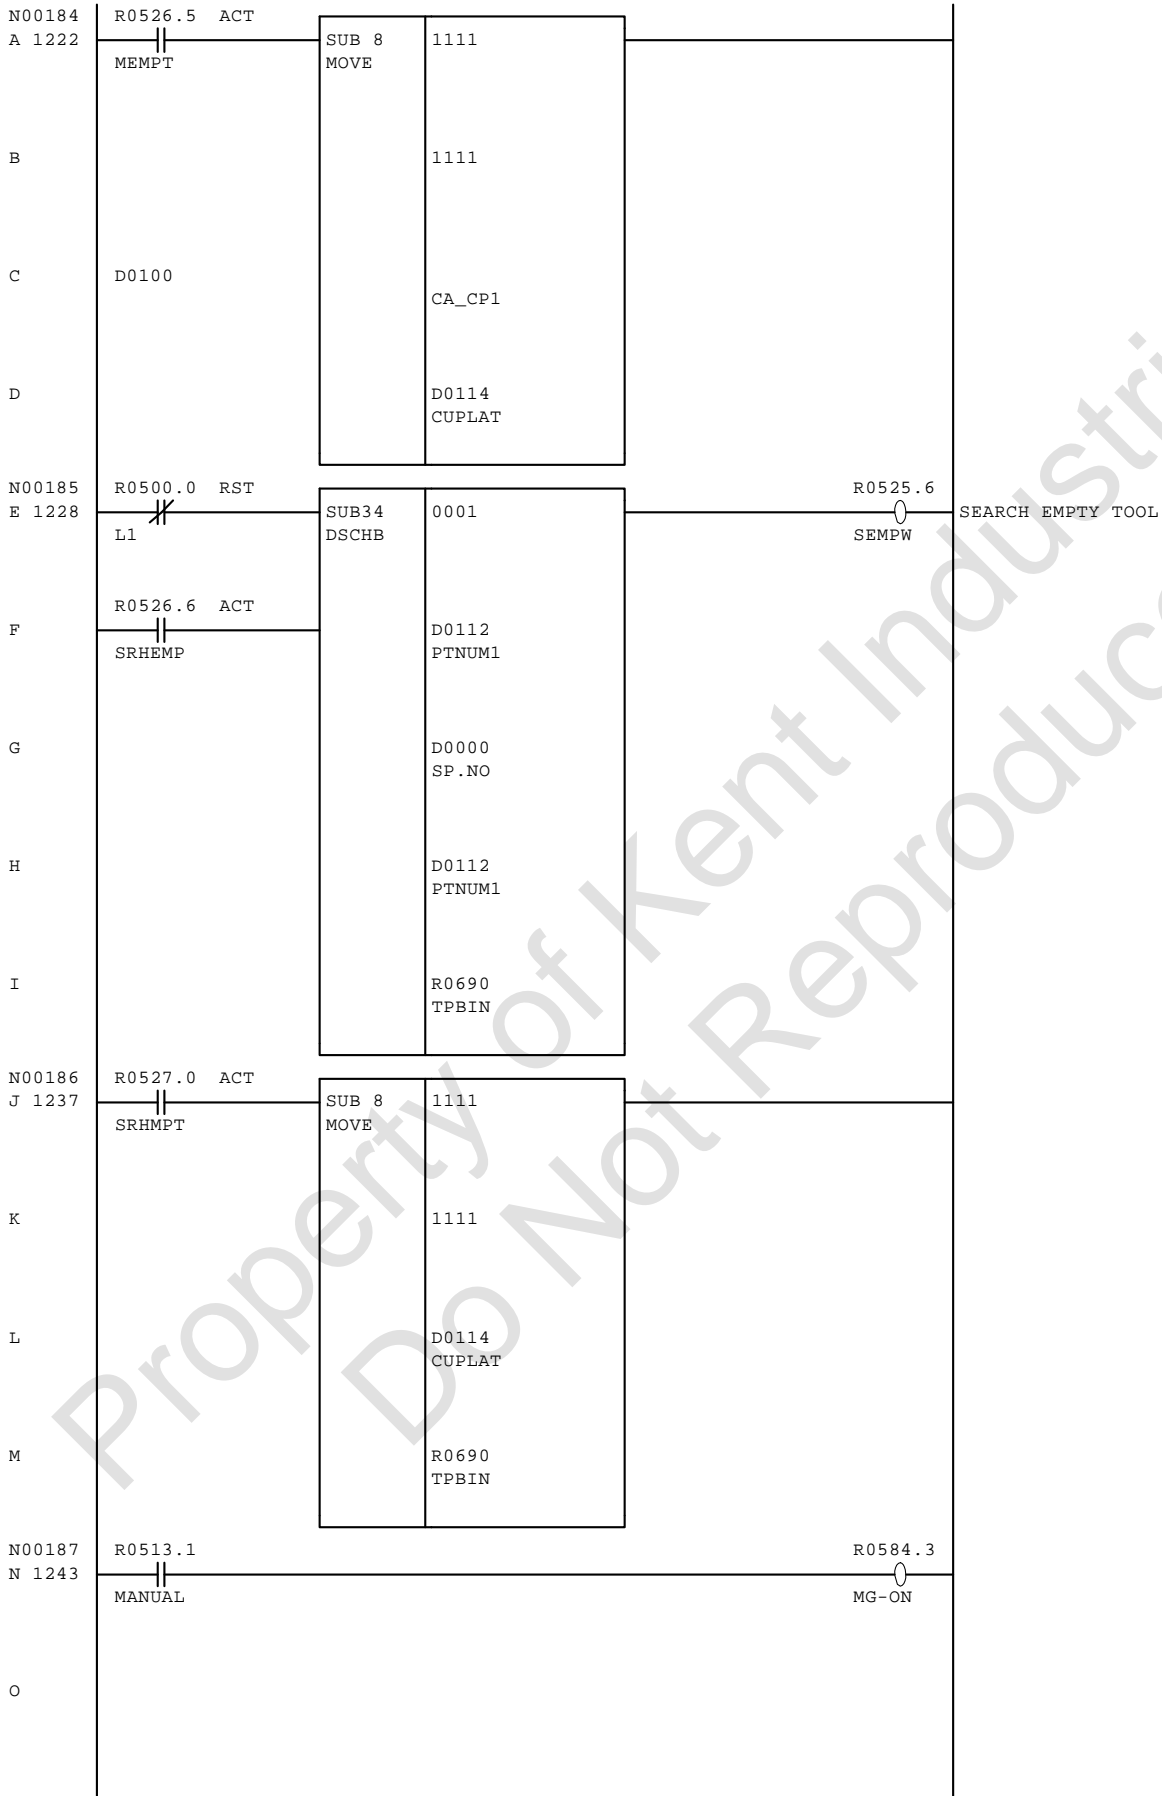 N00184 R0526.5 ACT
A 1222 SUB 8 1111
MEMPT MOVE
B 1111
C D0100
CA_CP1
D D0114
CUPLAT
N00185 R0500.0 RST R0525.6
E 1228 SUB34 0001 SEARCH EMPTY TOOL
L1 DSCHB SEMPW
R0526.6 ACT
F D0112
SRHEMP PTNUM1
G D0000
SP.NO
H D0112
PTNUM1
I R0690
TPBIN
N00186 R0527.0 ACT
J 1237 SUB 8 1111
SRHMPT MOVE
K 1111
L D0114
CUPLAT
M R0690
TPBIN
N00187 R0513.1 R0584.3
N 1243
MANUAL MG-ON
O
Property of Kent
Do Not